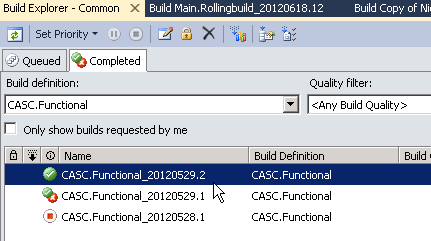 Build Explorer - Common Build Main.Rollingbuild_20120618.12 Build Copy of Ni
Set Priority
Queued Completed
Build definition: Quality filter:
CASC.Functional <Any Build Quality>
Only show builds requested by me
Name Build Definition Build
CASC.Functional_20120529.2 CASC.Functional
CASC.Functional_20120529.1 CASC.Functional
CASC.Functional_20120528.1 CASC.Functional